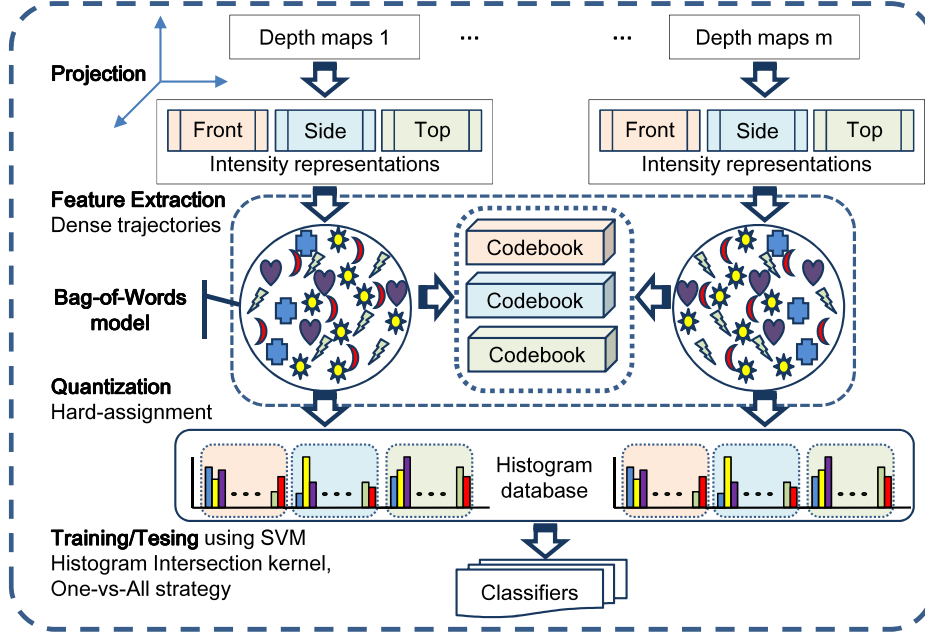 Depth maps 1
...
...
Depth maps m
Projection
Front
Side
Top
Front
Side
Top
Intensity representations
Intensity representations
Feature Extraction
Dense trajectories
Codebook
Codebook
Codebook
Bag-of-Words
model
Quantization
Hard-assignment
Histogram
database
Training/Tesing using SVM
Histogram Intersection kernel,
One-vs-All strategy
Classifiers